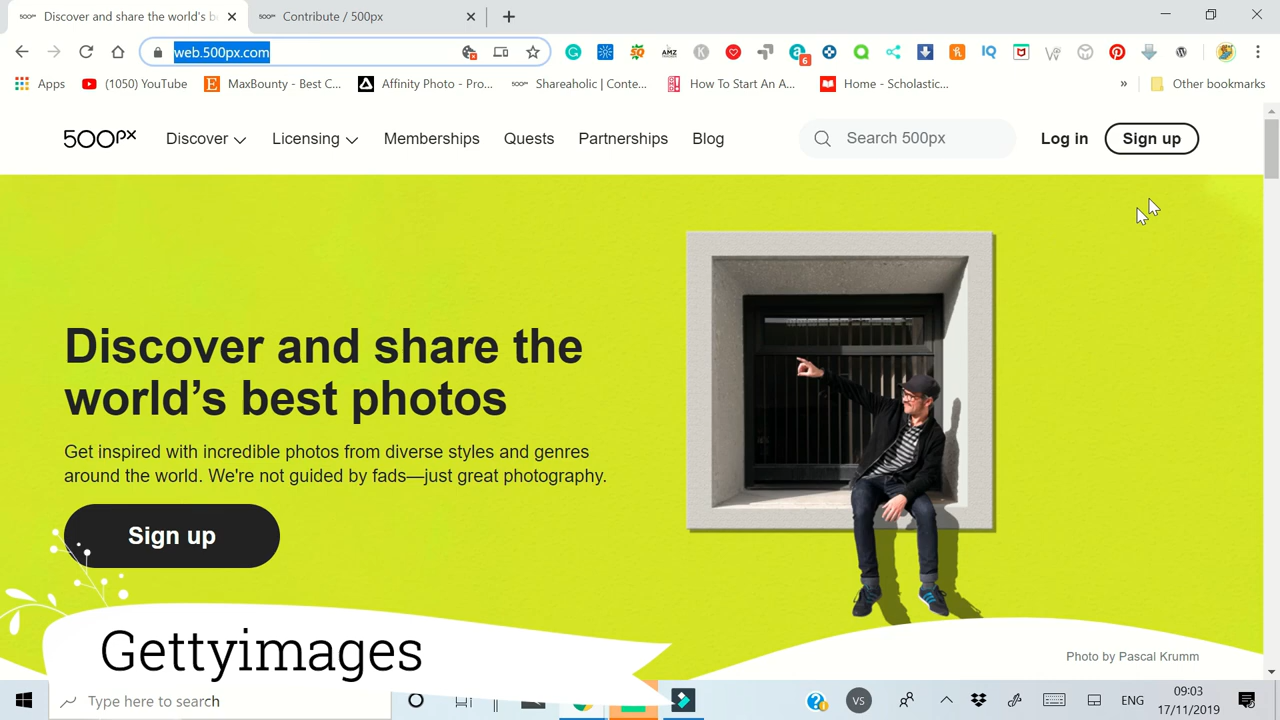 Discover and share the world's b
Contribute / 500px
web.500px.com
6
Apps
(1050) YouTube
MaxBounty - Best C...
Affinity Photo - Pro...
Shareaholic | Conte...
How To Start An A...
Home - Scholastic...
Other bookmarks
500px
Discover
Licensing
Memberships
Quests
Partnerships
Blog
Search 500px
Log in
Sign up
Discover and share the
world's best photos
Get inspired with incredible photos from diverse styles and genres
around the world. We're not guided by fads—just great photography.
Sign up
Gettyimages
Photo by Pascal Krumm
Type here to search
VS
ENG
09:03
17/11/2019